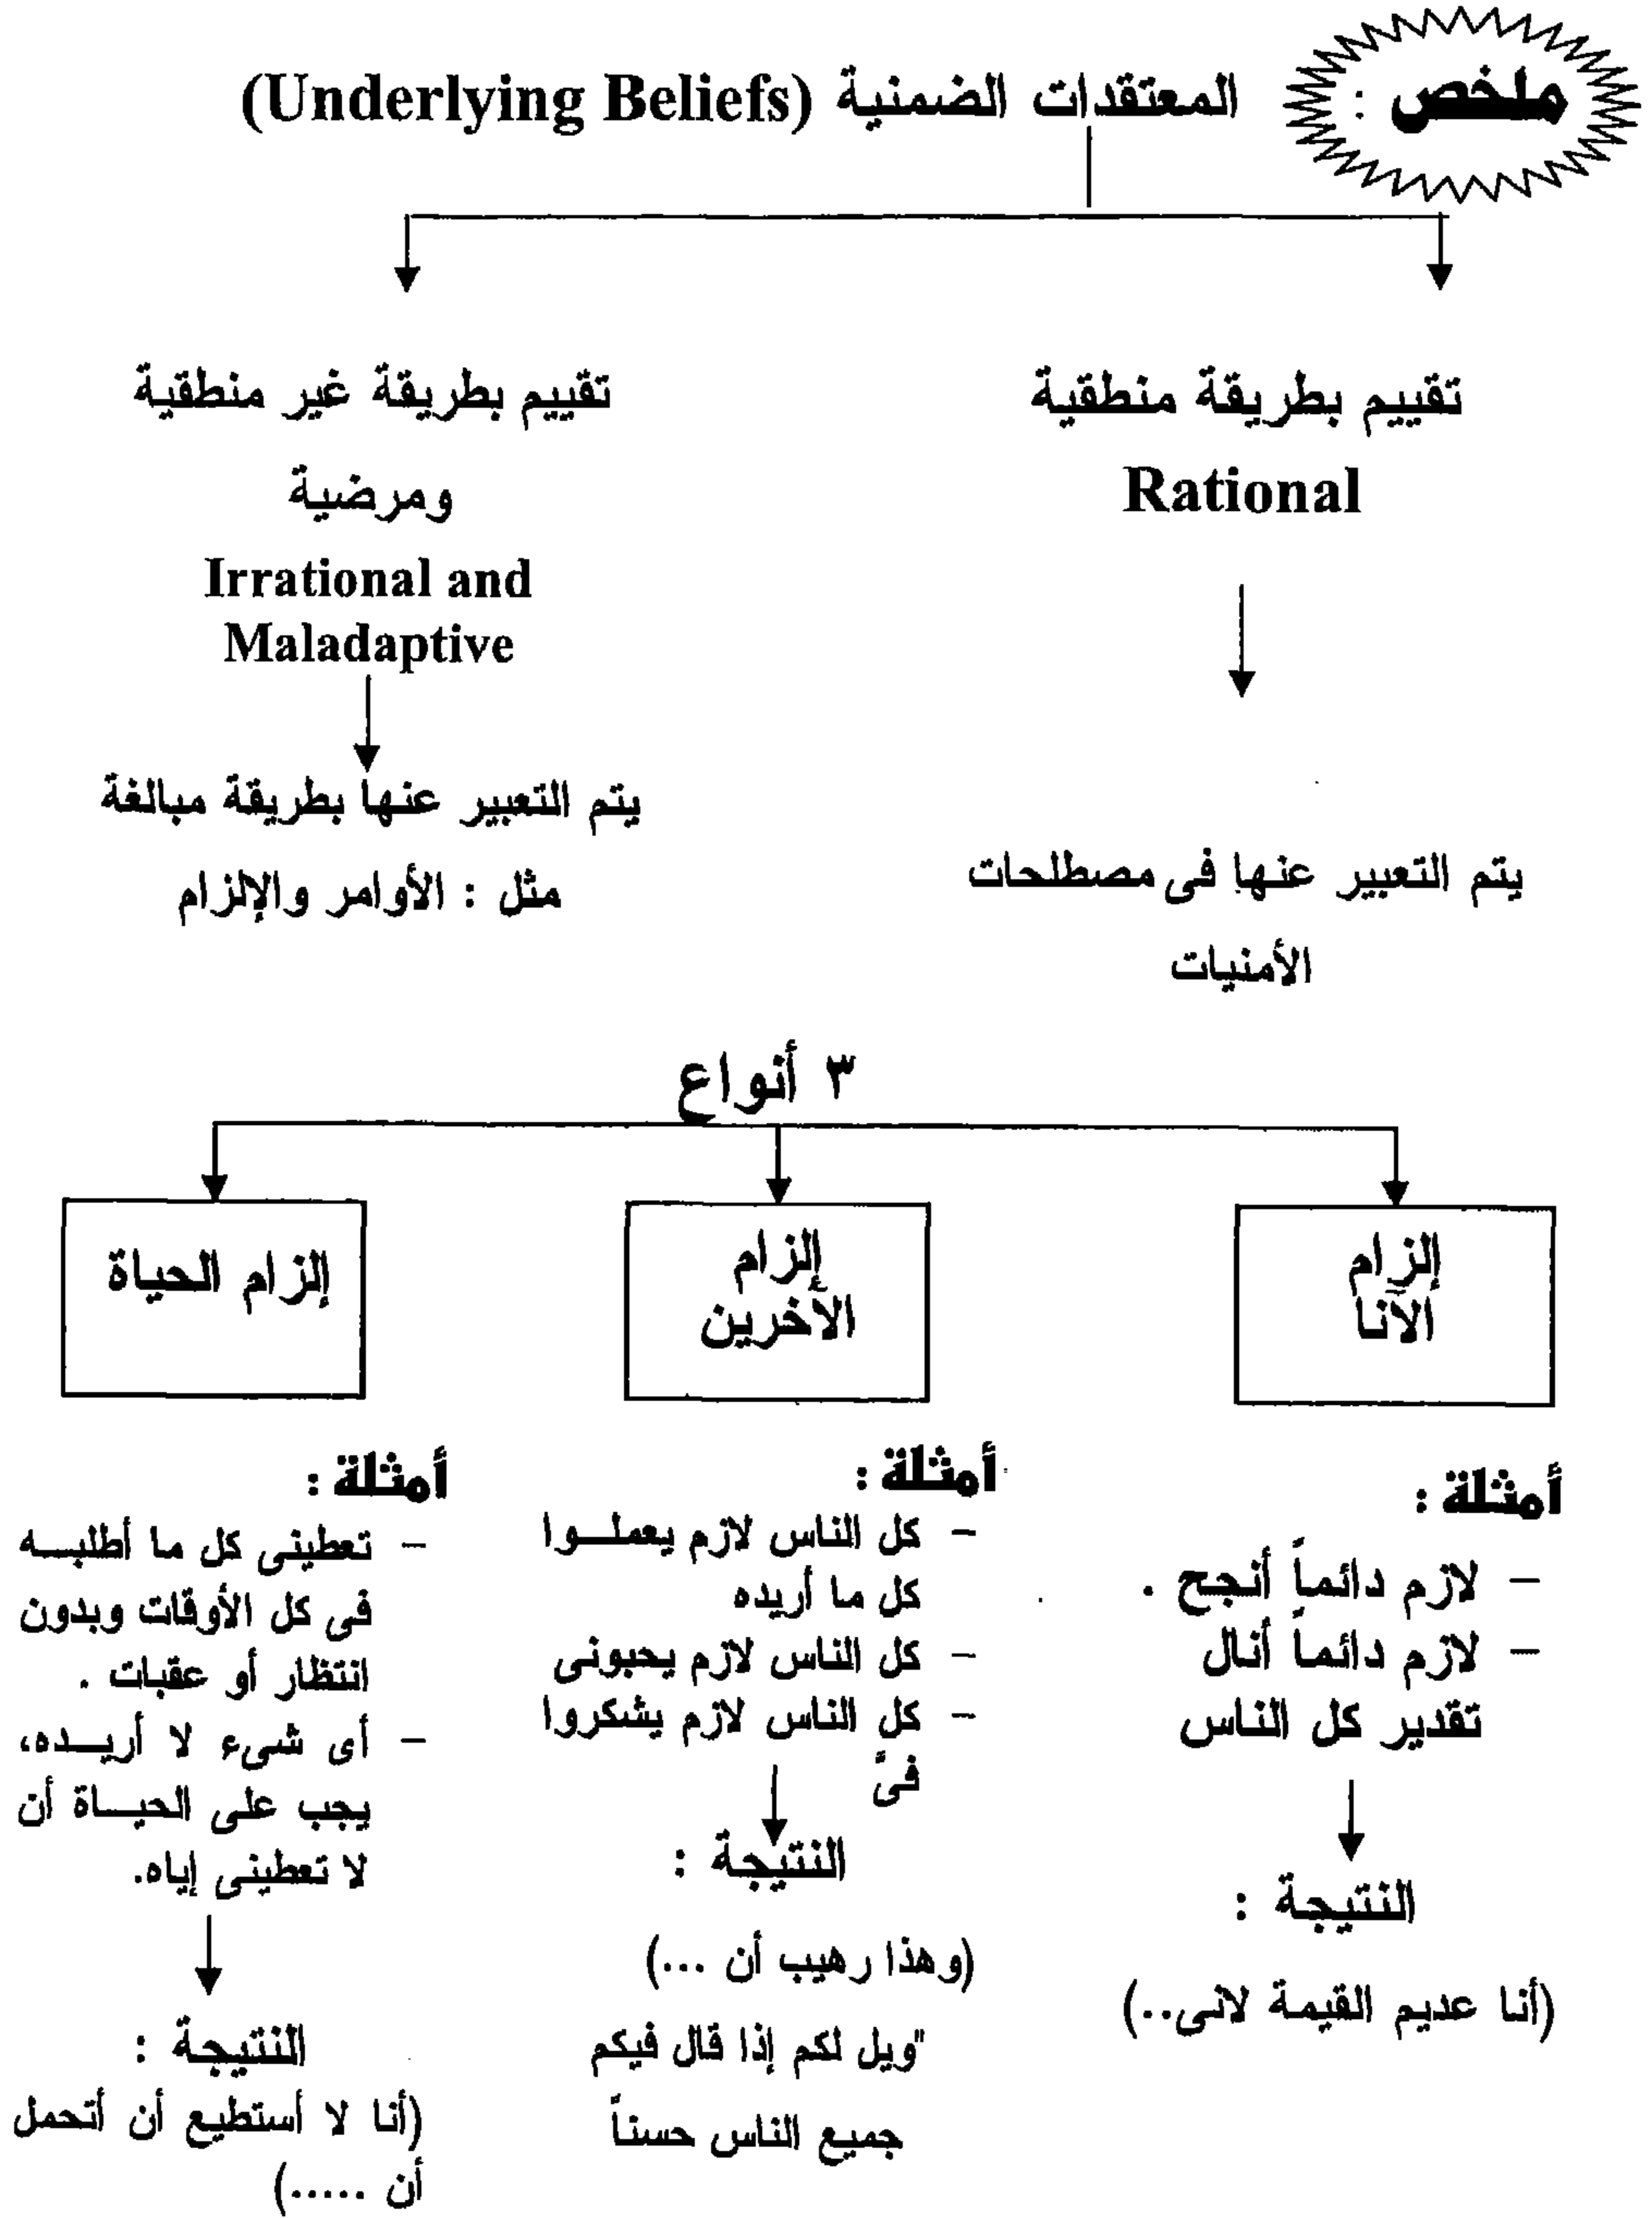 ملخص : المعتقدات الضمنية (Underlying Beliefs)
تقييم بطريقة منطقية
Rational
يتم التعبير عنها فى مصطلحات
الأمنيات
تقييم بطريقة غير منطقية
ومرضية
Irrational and
Maladaptive
يتم التعبير عنها بطريقة مبالغة
مثل : الأوامر والإلزام
٣ أنواع
إلزام
الآنا
أمثلة :
- لازم دائماً أنجح .
- لازم دائماً أنال
تقدير كل الناس
النتيجة :
(أنا عديم القيمة لانى..)
إلزام
الآخرين
أمثلة :
- كل الناس لازم يعملوا
كل ما أريده
- كل الناس لازم يحبونى
- كل الناس لازم يشكروا
فىَّ
النتيجة :
(وهذا رهيب أن ...)
"ويل لكم إذا قال فيكم
جميع الناس حسناً
إلزام الحياة
أمثلة :
- تعطينى كل ما أطلبه
فى كل الأوقات وبدون
انتظار أو عقبات .
- أى شىء لا أريده،
يجب على الحياة أن
لا تعطينى إياه.
النتيجة :
(أنا لا أستطيع أن أتحمل
أن .....)